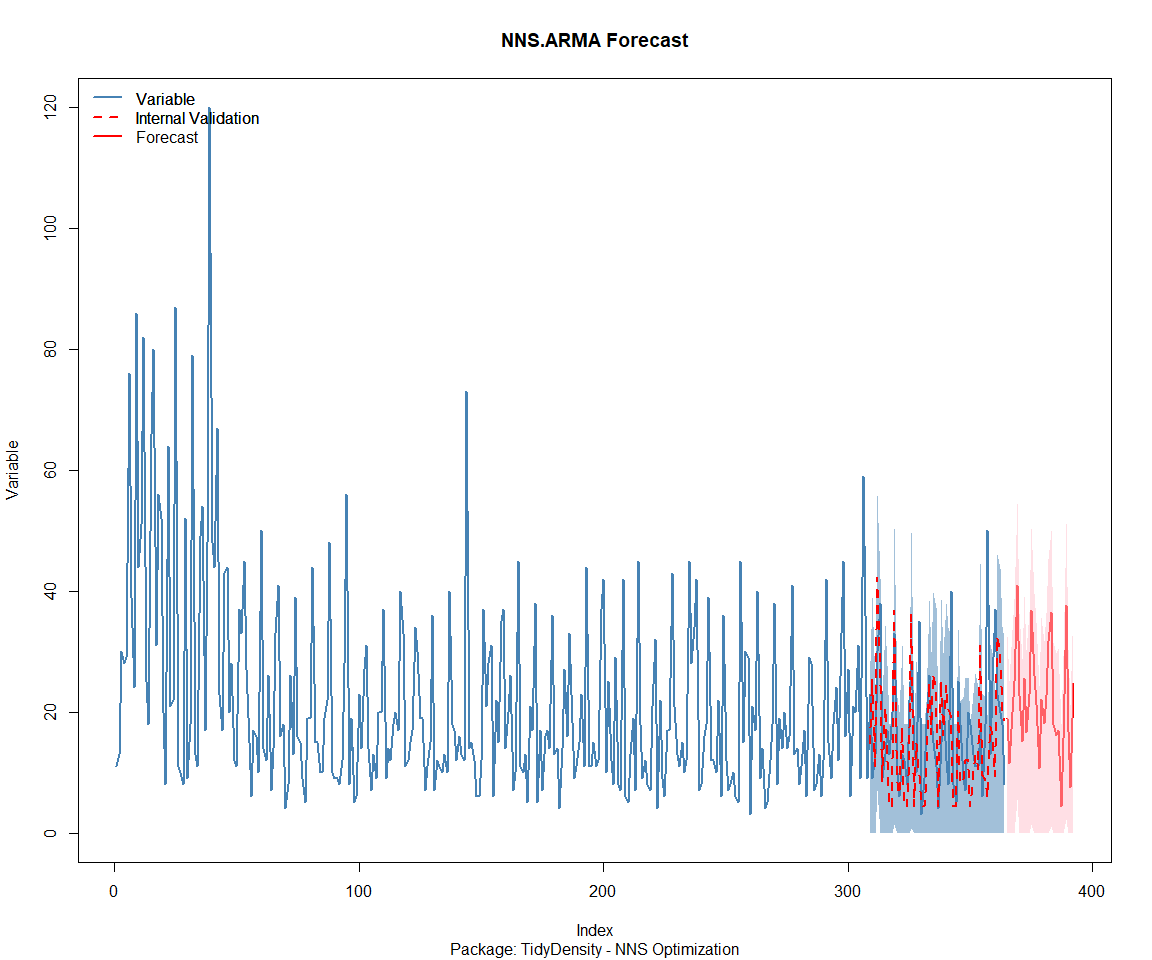 NNS.ARMA Forecast
Variable
Internal Validation
Forecast
120
100
80
60
40
20
0
Variable
0 100 200 300 400
Index
Package: TidyDensity - NNS Optimization